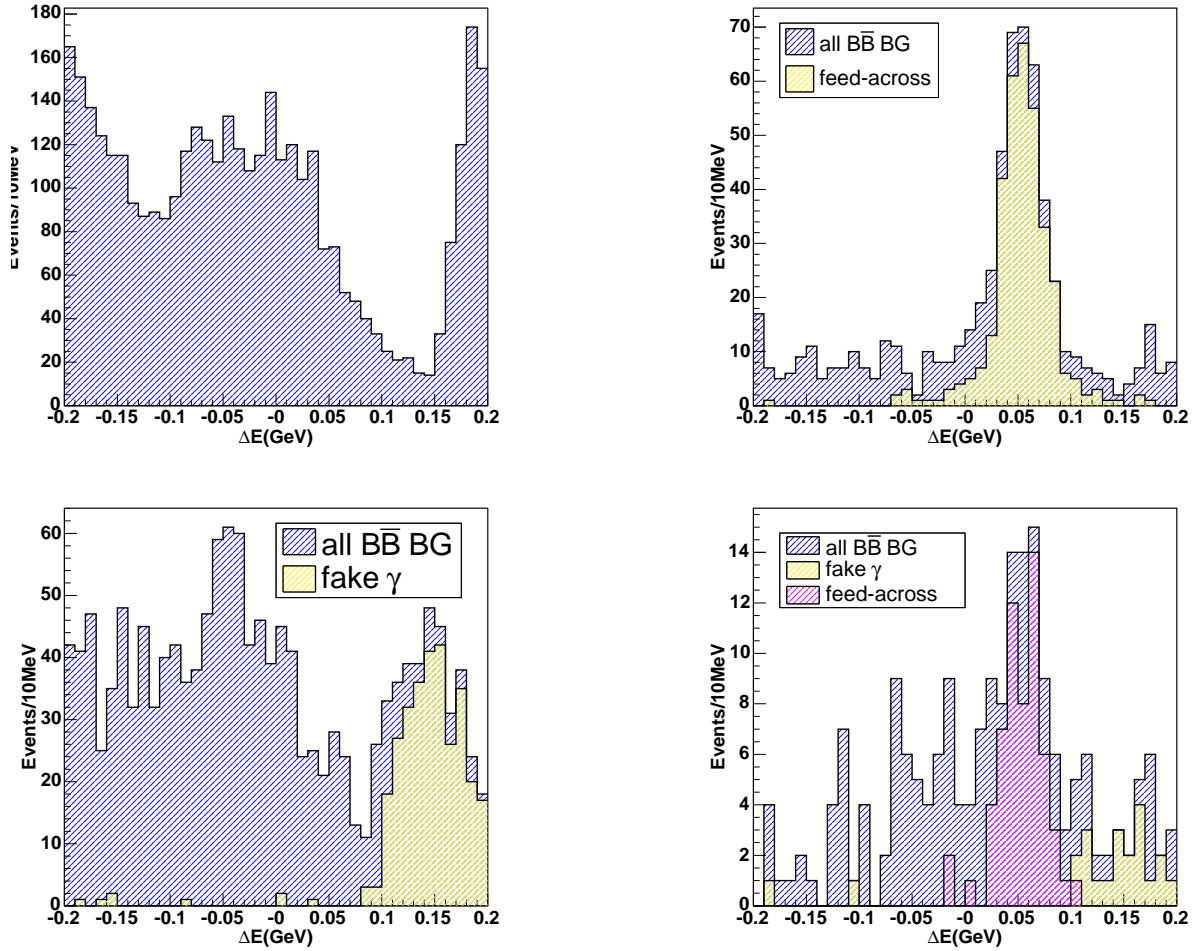 180
160
140
120
100
80
60
40
20
0
Events/10MeV
-0.2 -0.15 -0.1 -0.05 -0 0.05 0.1 0.15 0.2
ΔE(GeV)
70
60
50
40
30
20
10
0
Events/10MeV
all BB̅ BG
feed-across
-0.2 -0.15 -0.1 -0.05 -0 0.05 0.1 0.15 0.2
ΔE(GeV)
60
50
40
30
20
10
0
Events/10MeV
all BB̅ BG
fake γ
-0.2 -0.15 -0.1 -0.05 -0 0.05 0.1 0.15 0.2
ΔE(GeV)
14
12
10
8
6
4
2
0
Events/10MeV
all BB̅ BG
fake γ
feed-across
-0.2 -0.15 -0.1 -0.05 -0 0.05 0.1 0.15 0.2
ΔE(GeV)